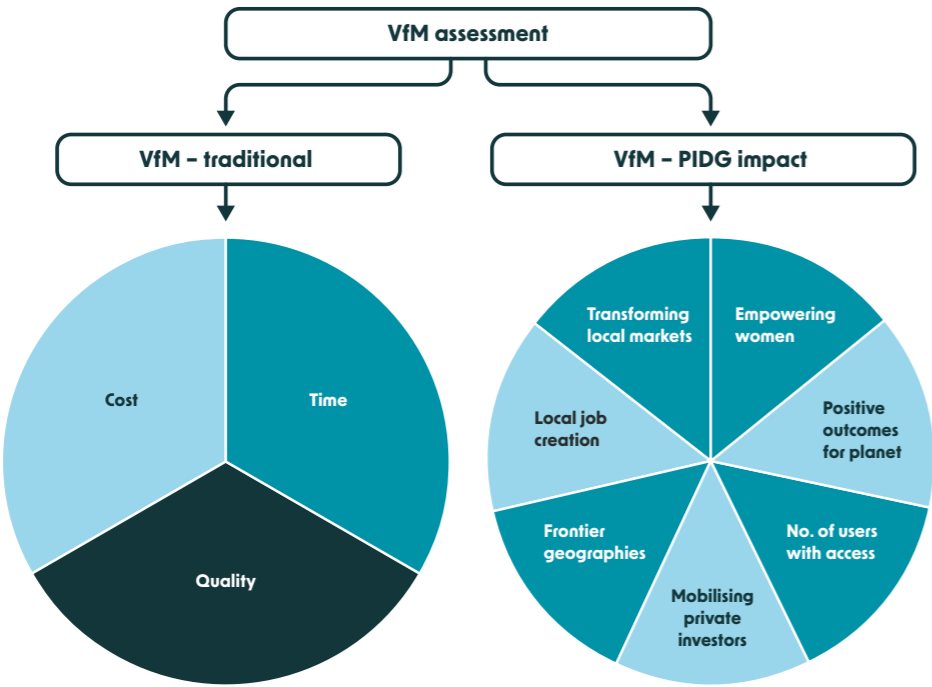 VfM assessment
VfM – traditional
VfM – PIDG impact
Cost
Time
Quality
Transforming
local markets
Empowering
women
Local job
creation
Positive
outcomes
for planet
Frontier
geographies
No. of users
with access
Mobilising
private
investors